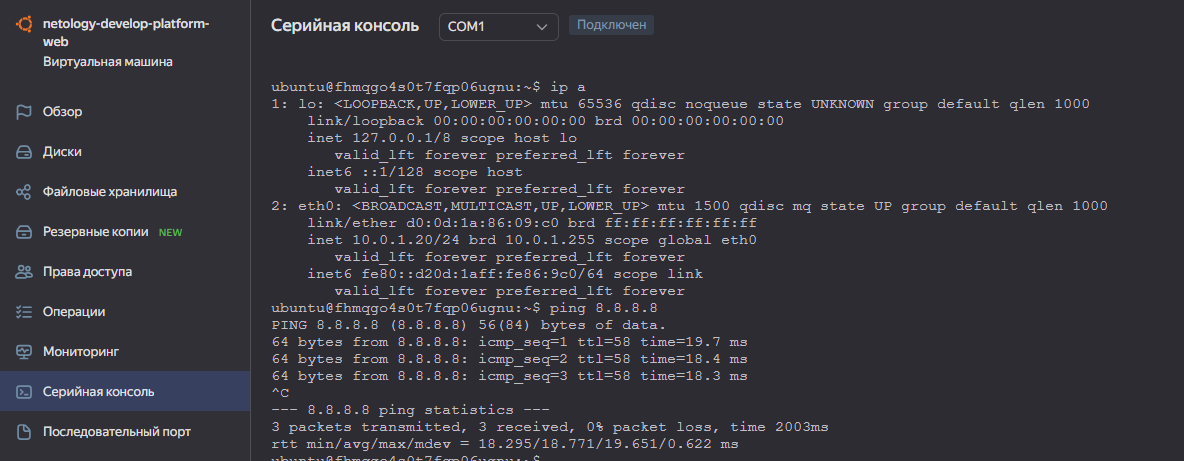 netology-develop-platform-
web
Виртуальная машина
Обзор
Диски
Файловые хранилища
Резервные копии NEW
Права доступа
Операции
Мониторинг
Серийная консоль
Последовательный порт
Серийная консоль COM1 Подключен
ubuntu@fhmqgo4s0t7fqp06ugnu:~$ ip a
1: lo: <LOOPBACK,UP,LOWER_UP> mtu 65536 qdisc noqueue state UNKNOWN group default qlen 1000
    link/loopback 00:00:00:00:00:00 brd 00:00:00:00:00:00
    inet 127.0.0.1/8 scope host lo
       valid_lft forever preferred_lft forever
    inet6 ::1/128 scope host
       valid_lft forever preferred_lft forever
2: eth0: <BROADCAST,MULTICAST,UP,LOWER_UP> mtu 1500 qdisc mq state UP group default qlen 1000
    link/ether d0:0d:1a:86:09:c0 brd ff:ff:ff:ff:ff:ff
    inet 10.0.1.20/24 brd 10.0.1.255 scope global eth0
       valid_lft forever preferred_lft forever
    inet6 fe80::d20d:1aff:fe86:9c0/64 scope link
       valid_lft forever preferred_lft forever
ubuntu@fhmqgo4s0t7fqp06ugnu:~$ ping 8.8.8.8
PING 8.8.8.8 (8.8.8.8) 56(84) bytes of data.
64 bytes from 8.8.8.8: icmp_seq=1 ttl=58 time=19.7 ms
64 bytes from 8.8.8.8: icmp_seq=2 ttl=58 time=18.4 ms
64 bytes from 8.8.8.8: icmp_seq=3 ttl=58 time=18.3 ms
^C
--- 8.8.8.8 ping statistics ---
3 packets transmitted, 3 received, 0% packet loss, time 2003ms
rtt min/avg/max/mdev = 18.295/18.771/19.651/0.622 ms
ubuntu@fhmqgo4s0t7fqp06ugnu:~$